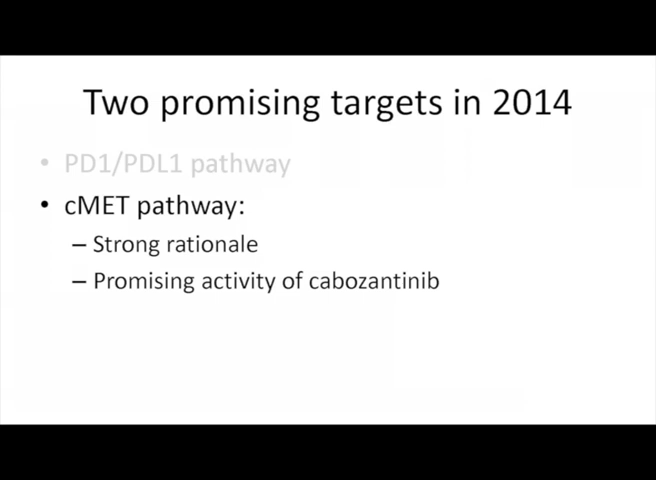 Two promising targets in 2014
• PD1/PDL1 pathway
• cMET pathway:
– Strong rationale
– Promising activity of cabozantinib